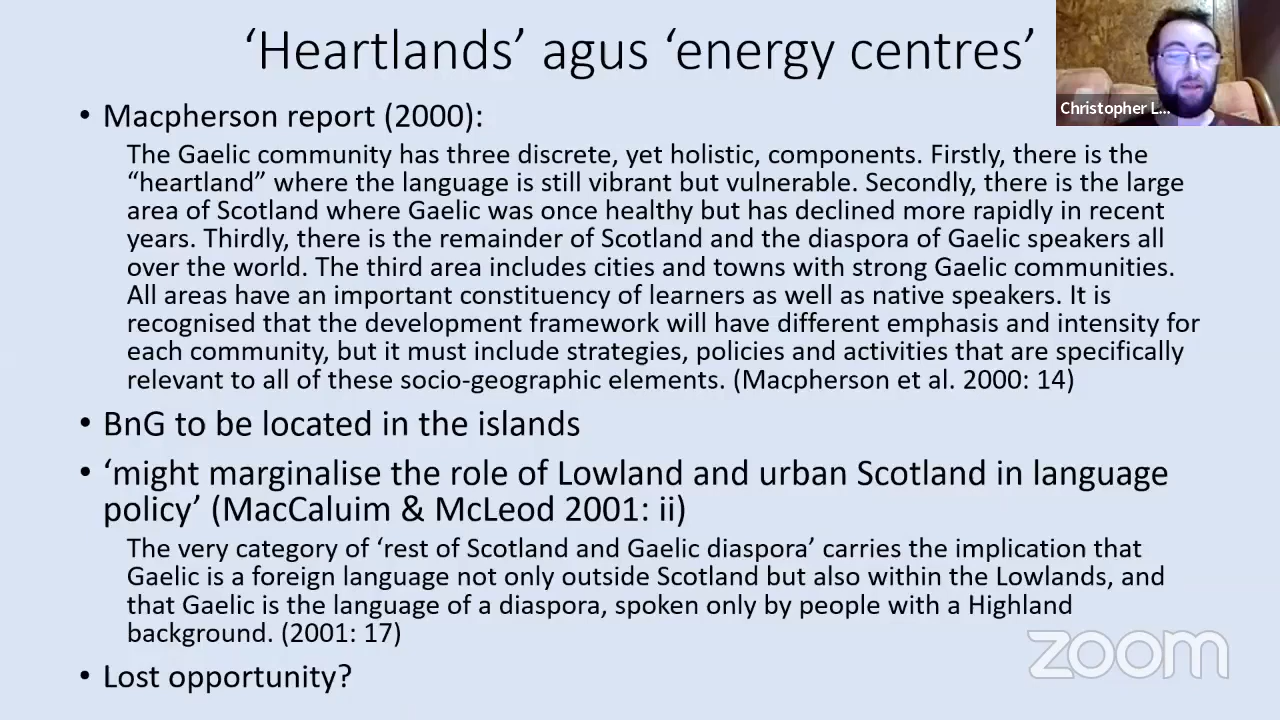 ‘Heartlands’ agus ‘energy centres’
Christopher L...
• Macpherson report (2000):
The Gaelic community has three discrete, yet holistic, components. Firstly, there is the
“heartland” where the language is still vibrant but vulnerable. Secondly, there is the large
area of Scotland where Gaelic was once healthy but has declined more rapidly in recent
years. Thirdly, there is the remainder of Scotland and the diaspora of Gaelic speakers all
over the world. The third area includes cities and towns with strong Gaelic communities.
All areas have an important constituency of learners as well as native speakers. It is
recognised that the development framework will have different emphasis and intensity for
each community, but it must include strategies, policies and activities that are specifically
relevant to all of these socio-geographic elements. (Macpherson et al. 2000: 14)
• BnG to be located in the islands
• ‘might marginalise the role of Lowland and urban Scotland in language
policy’ (MacCaluim & McLeod 2001: ii)
The very category of ‘rest of Scotland and Gaelic diaspora’ carries the implication that
Gaelic is a foreign language not only outside Scotland but also within the Lowlands, and
that Gaelic is the language of a diaspora, spoken only by people with a Highland
background. (2001: 17)
• Lost opportunity?
zoom